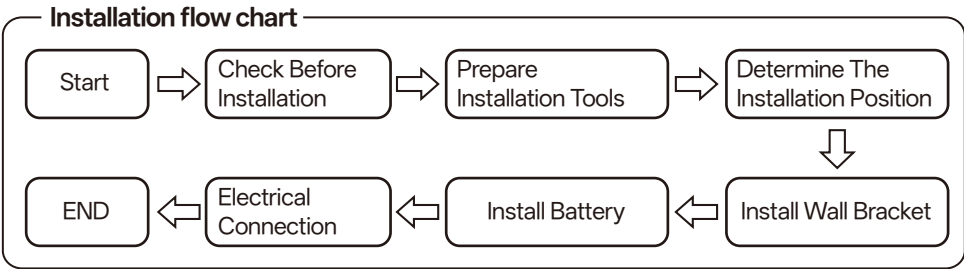 Installation flow chart
Start
Check Before
Installation
Prepare
Installation Tools
Determine The
Installation Position
Install Wall Bracket
Install Battery
Electrical
Connection
END